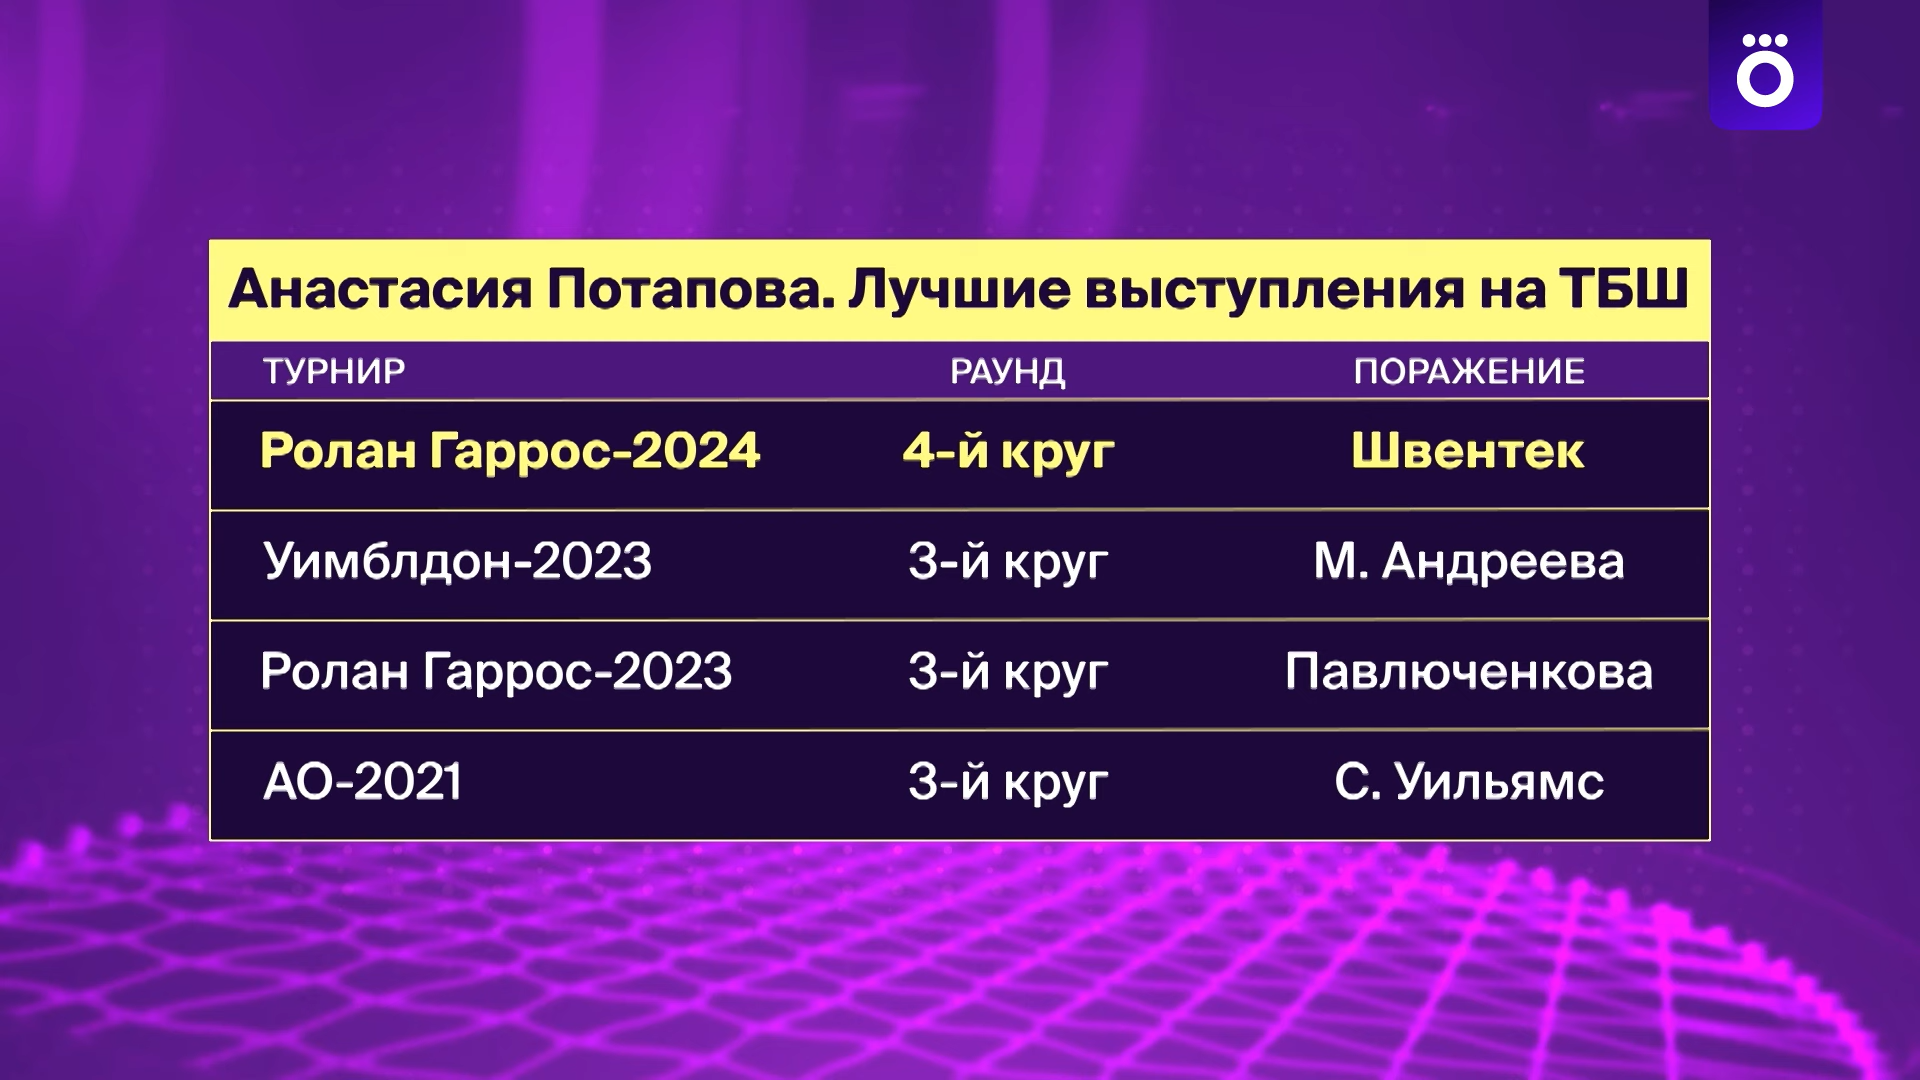 Анастасия Потапова. Лучшие выступления на ТБШ
ТУРНИР РАУНД ПОРАЖЕНИЕ
Ролан Гаррос-2024 4-й круг Швентек
Уимблдон-2023 3-й круг М. Андреева
Ролан Гаррос-2023 3-й круг Павлюченкова
АО-2021 3-й круг С. Уильямс